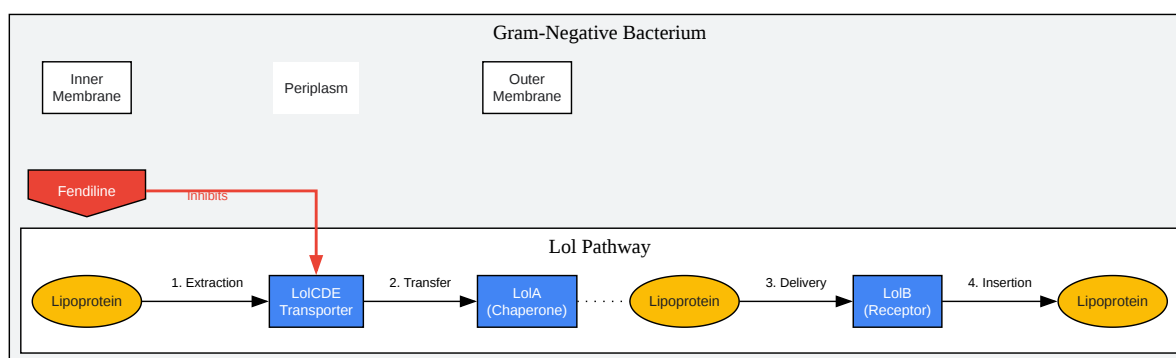 Gram-Negative Bacterium
Inner
Membrane
Periplasm
Outer
Membrane
Fendiline
Inhibits
Lol Pathway
Lipoprotein
1. Extraction
LolCDE
Transporter
2. Transfer
LolA
(Chaperone)
Lipoprotein
3. Delivery
LolB
(Receptor)
4. Insertion
Lipoprotein